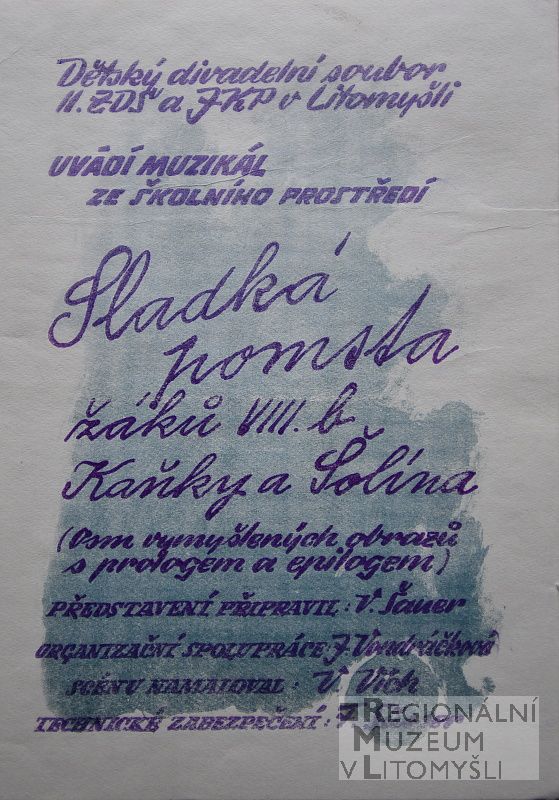 Dětský divadelní soubor
II. ZDŠ a JKP v Litomyšli
UVÁDÍ MUZIKÁL
ZE ŠKOLNÍHO PROSTŘEDÍ
Sladká
pomsta
žáků VIII. b
Kaňky a Šolína
(Osm vymyšlených obrazů
s prologem a epilogem)
PŘEDSTAVENÍ PŘIPRAVIL: V. Šauer
ORGANIZAČNÍ SPOLUPRÁCE: J. Vondráčková
SCÉNU NAMALOVAL: V. Vích
TECHNICKÉ ZABEZPEČENÍ:
REGIONÁLNÍ
MUZEUM
V LITOMYŠLI